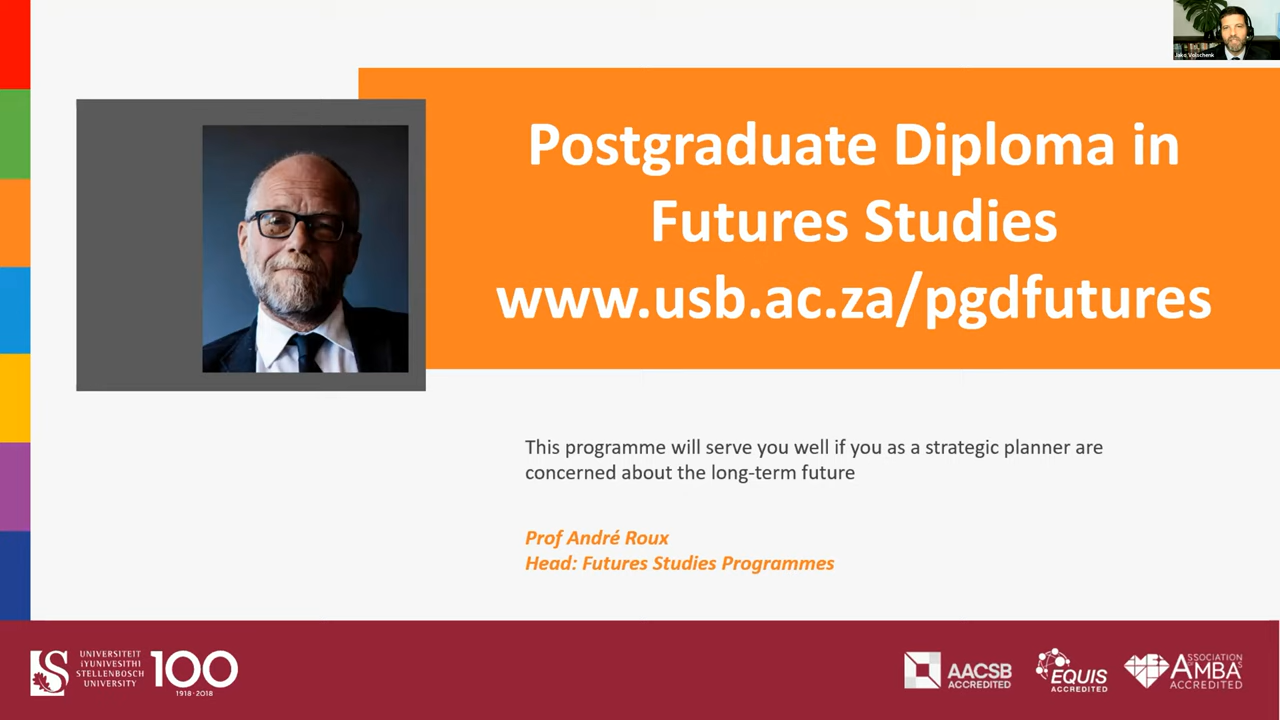 Jako Volschenk
Postgraduate Diploma in
Futures Studies
www.usb.ac.za/pgdfutures
This programme will serve you well if you as a strategic planner are
concerned about the long-term future
Prof André Roux
Head: Futures Studies Programmes
UNIVERSITEIT
iYUNIVESITHI
STELLENBOSCH
UNIVERSITY
100
1918·2018
AACSB
ACCREDITED
EQUIS
ACCREDITED
ASSOCIATION
AMBA
ACCREDITED